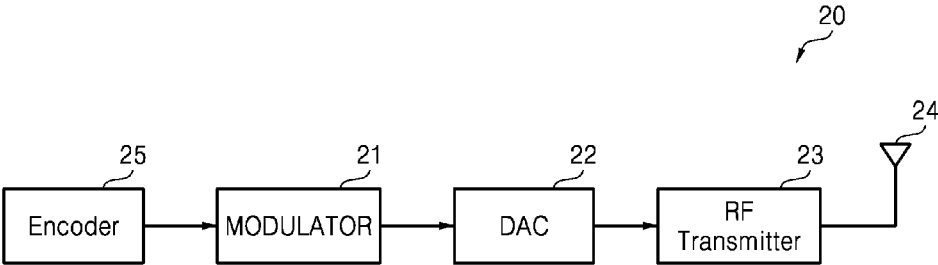 20
24
25
21
22
23
Encoder
MODULATOR
DAC
RF
Transmitter